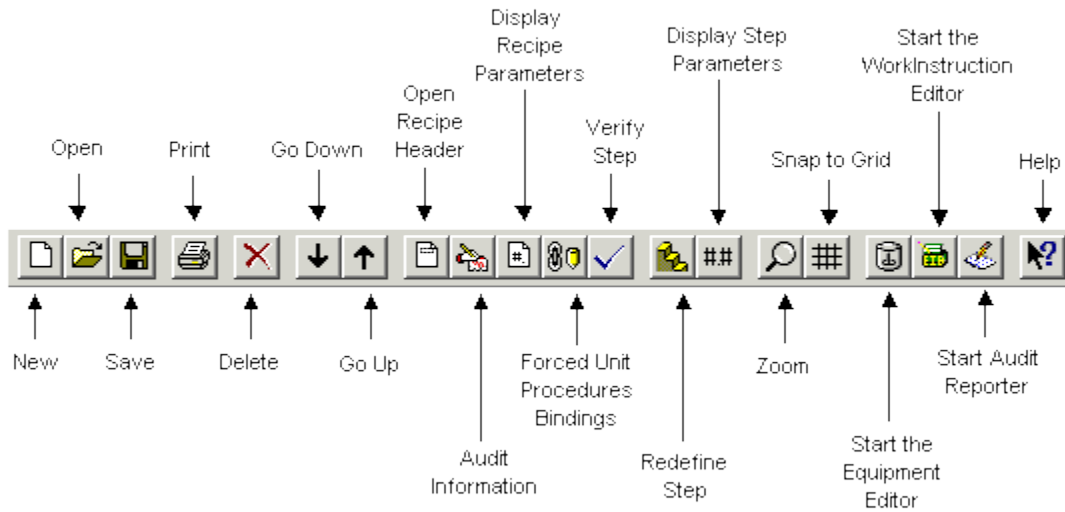 Open
Print
Go Down
Open
Recipe
Header
Display
Recipe
Parameters
Verify
Step
Display Step
Parameters
Snap to Grid
Start the
WorkInstruction
Editor
Help
#.
##.#
?
New
Save
Delete
Go Up
Audit
Information
Forced Unit
Procedures
Bindings
Redefine
Step
Zoom
Start the
Equipment
Editor
Start Audit
Reporter